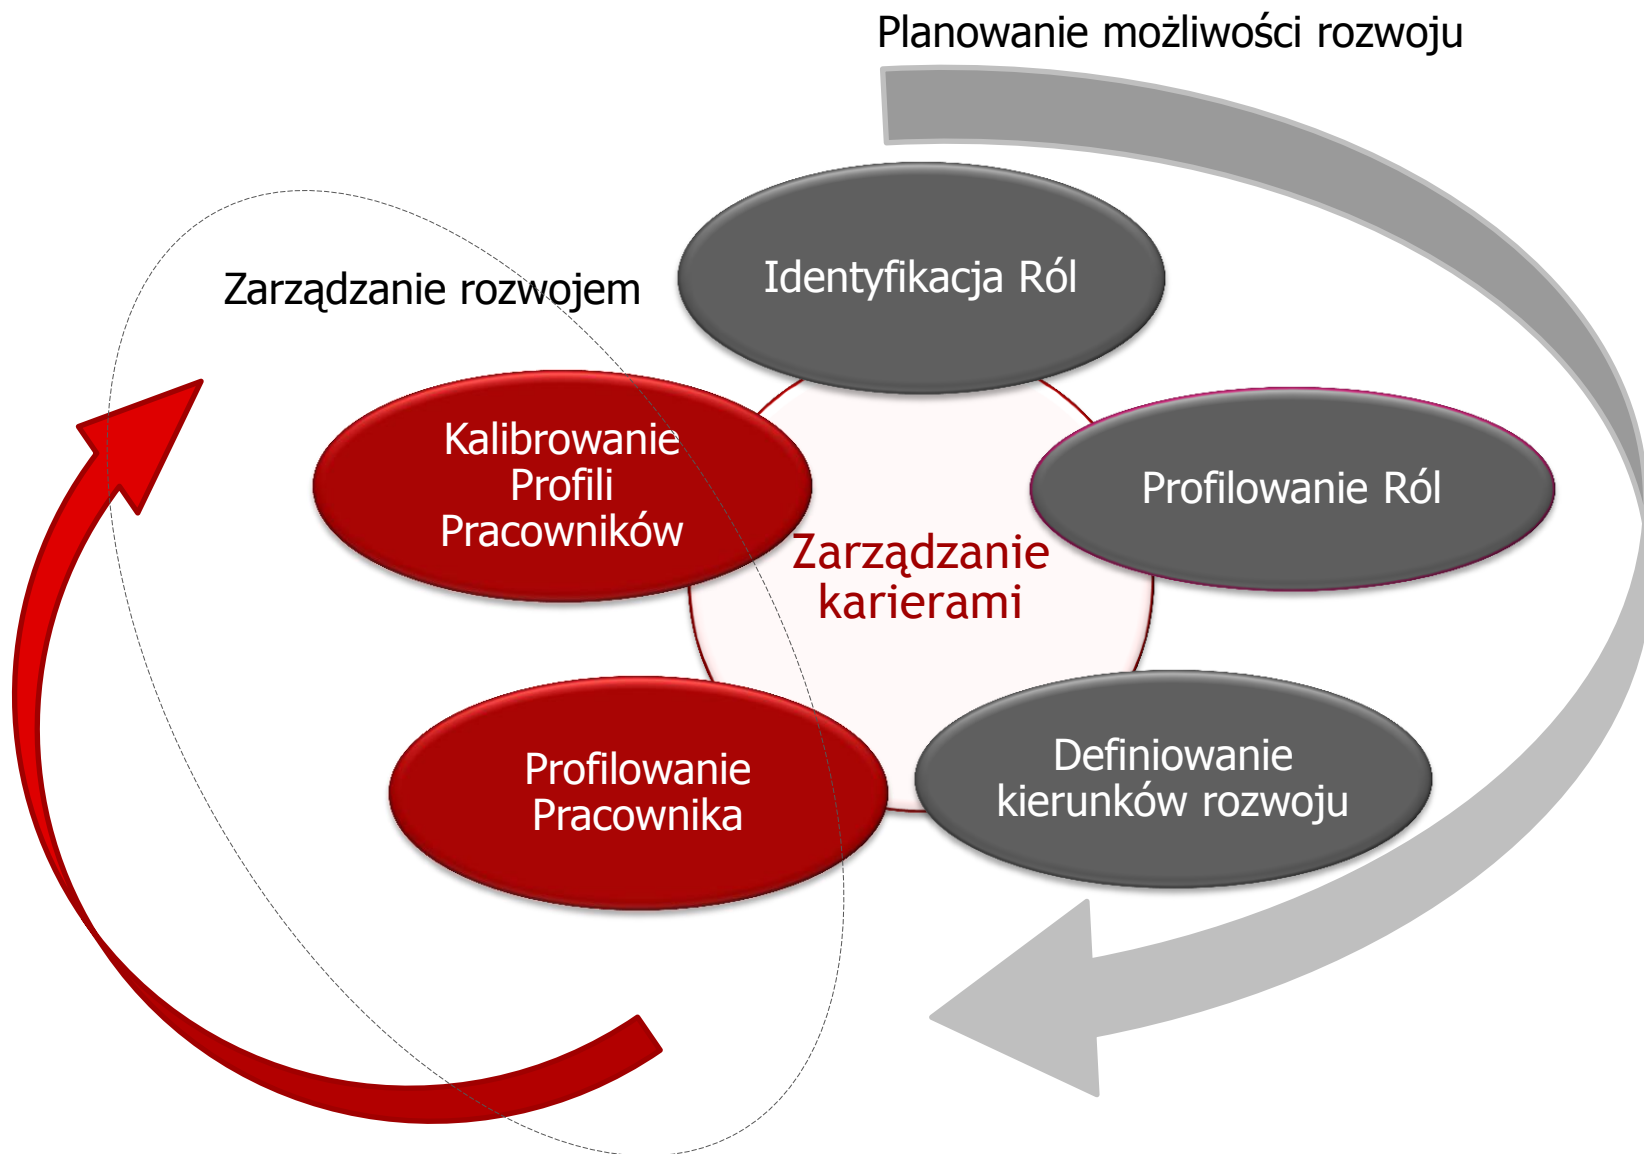 Planowanie możliwości rozwoju
Zarządzanie rozwojem
Identyfikacja Ról
Profilowanie Ról
Definiowanie
kierunków rozwoju
Profilowanie
Pracownika
Kalibrowanie
Profili
Pracowników
Zarządzanie
karierami